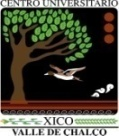 CENTRO UNIVERSITARIO
XICO
VALLE DE CHALCO